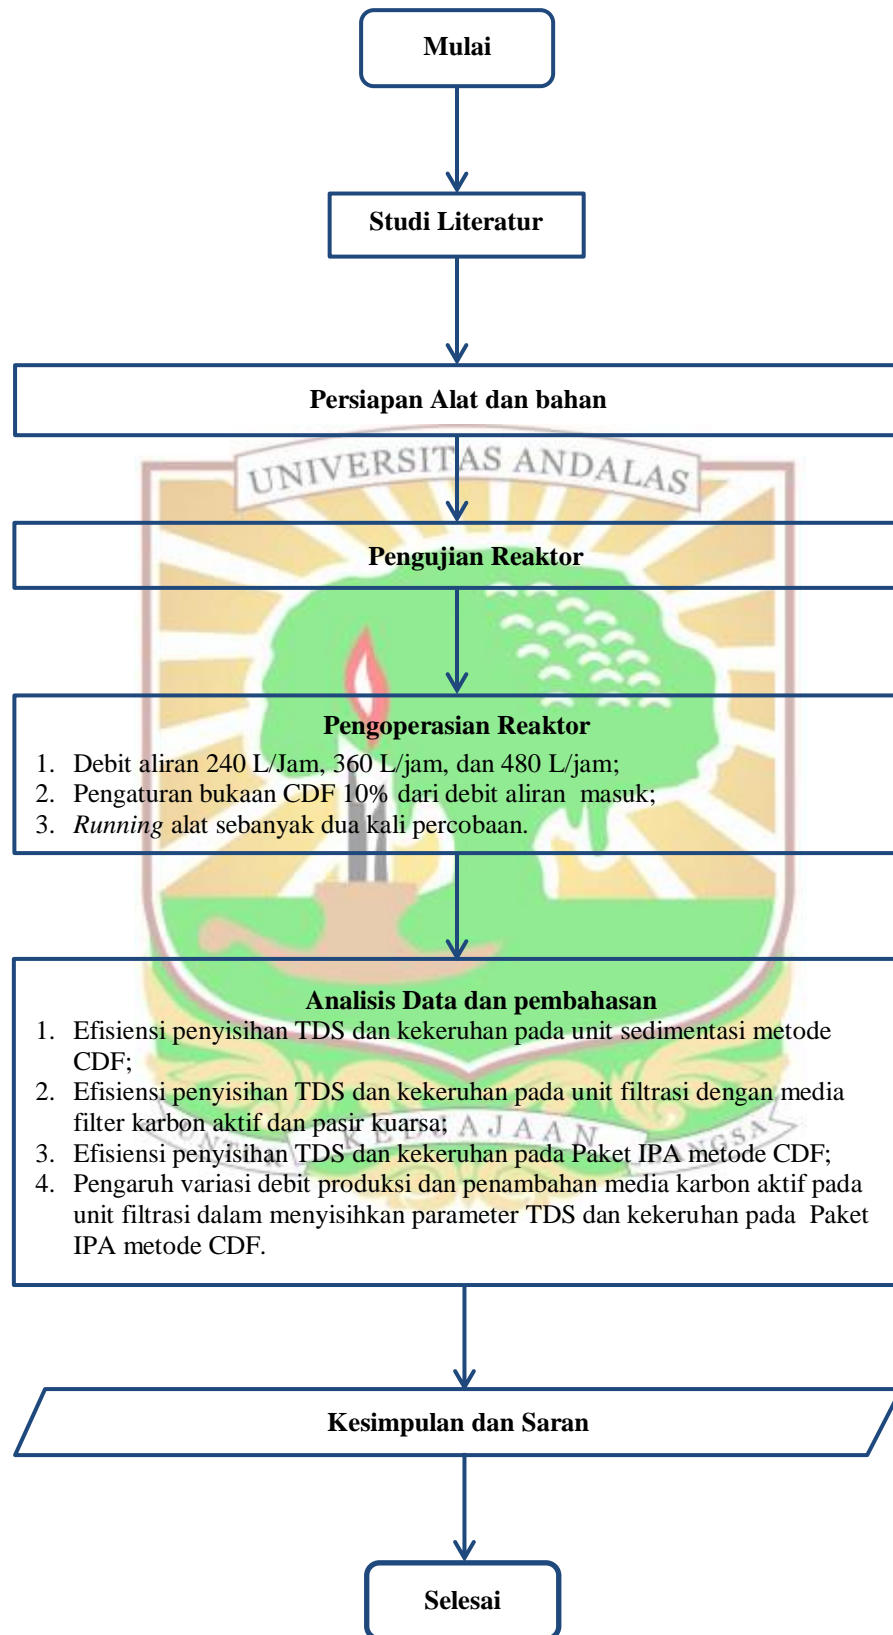 Mulai
Studi Literatur
Persiapan Alat dan bahan
UNIVERSITAS ANDALAS
Pengujian Reaktor
Pengoperasian Reaktor
1. Debit aliran 240 L/Jam, 360 L/jam, dan 480 L/jam;
2. Pengaturan bukaan CDF 10% dari debit aliran masuk;
3. Running alat sebanyak dua kali percobaan.
Analisis Data dan pembahasan
1. Efisiensi penyisihan TDS dan kekeruhan pada unit sedimentasi metode
CDF;
2. Efisiensi penyisihan TDS dan kekeruhan pada unit filtrasi dengan media
filter karbon aktif dan pasir kuarsa;
KEDJAJAAN
3. Efisiensi penyisihan TDS dan kekeruhan pada Paket IPA metode CDF;
4. Pengaruh variasi debit produksi dan penambahan media karbon aktif pada
unit filtrasi dalam menyisihkan parameter TDS dan kekeruhan pada Paket
IPA metode CDF.
Kesimpulan dan Saran
Selesai